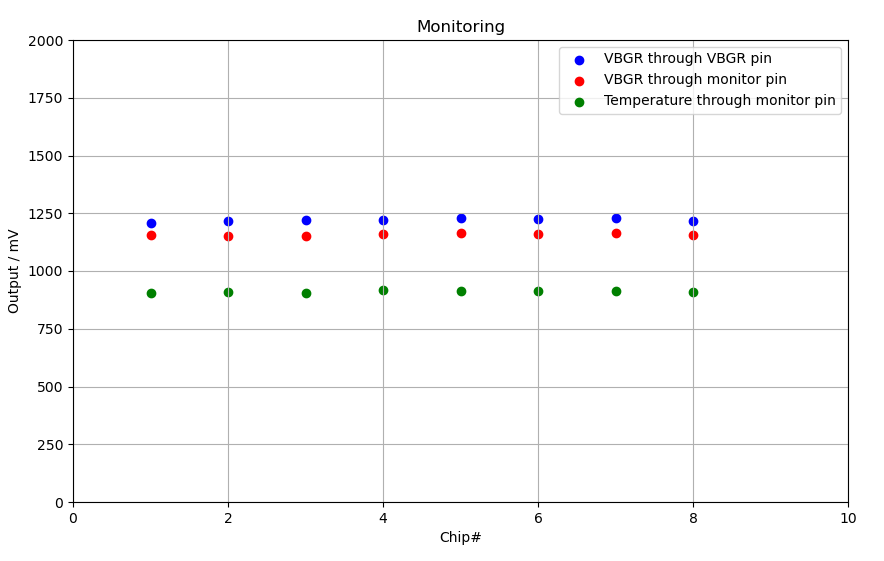 Monitoring
VBGR through VBGR pin
VBGR through monitor pin
Temperature through monitor pin
2000
1750
1500
1250
1000
750
500
250
0
Output / mV
0 2 4 6 8 10
Chip#